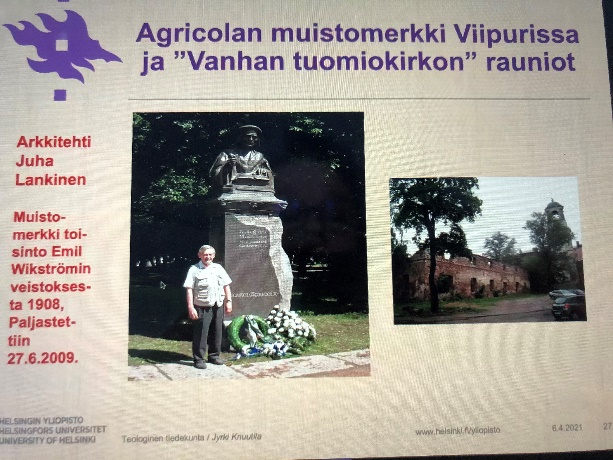 Agricolan muistomerkki Viipurissa
ja ”Vanhan tuomiokirkon” rauniot
Arkkitehti
Juha
Lankinen
Muisto-
merkki toi-
sinto Emil
Wikströmin
veistokses-
ta 1908,
Paljastet-
tiin
27.6.2009.
HELSINGIN YLIOPISTO
HELSINGFORS UNIVERSITET
UNIVERSITY OF HELSINKI
Teologinen tiedekunta / Jyrki Knuutila
www.helsinki.fi/yliopisto
6.4.2021